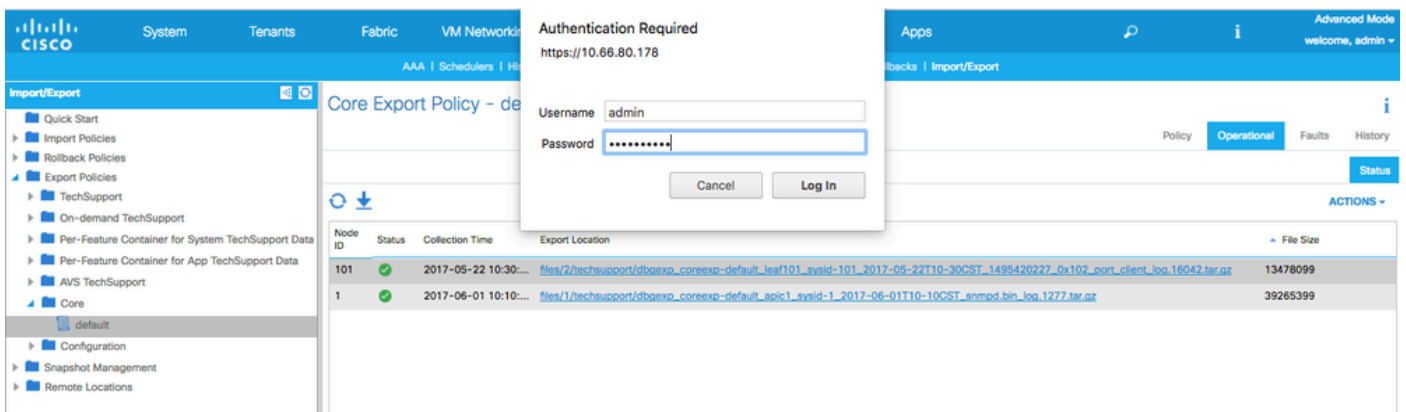 CISCO
System
Tenants
Fabric
VM Networkin
Apps
i
Advanced Mode
welcome, admin
AAA | Schedulers | His
lbacks | Import/Export
Authentication Required
https://10.66.80.178
Username admin
Password ••••••••••
Cancel
Log In
Import/Export
Quick Start
Import Policies
Rollback Policies
Export Policies
TechSupport
On-demand TechSupport
Per-Feature Container for System TechSupport Data
Per-Feature Container for App TechSupport Data
AVS TechSupport
Core
default
Configuration
Snapshot Management
Remote Locations
Core Export Policy - de
i
Policy
Operational
Faults
History
Status
ACTIONS
Node ID
Status
Collection Time
Export Location
File Size
101 2017-05-22 10:30:... files/2/techsupport/dbgexp_coreexp-default_leaf101_sysid-101_2017-05-22T10-30CST_1495420227_0x102_port_client_log.16042.tar.gz 13478099
1 2017-06-01 10:10:... files/1/techsupport/dbgexp_coreexp-default_apic1_sysid-1_2017-06-01T10-10CST_snmpd.bin_log.1277.tar.gz 39265399